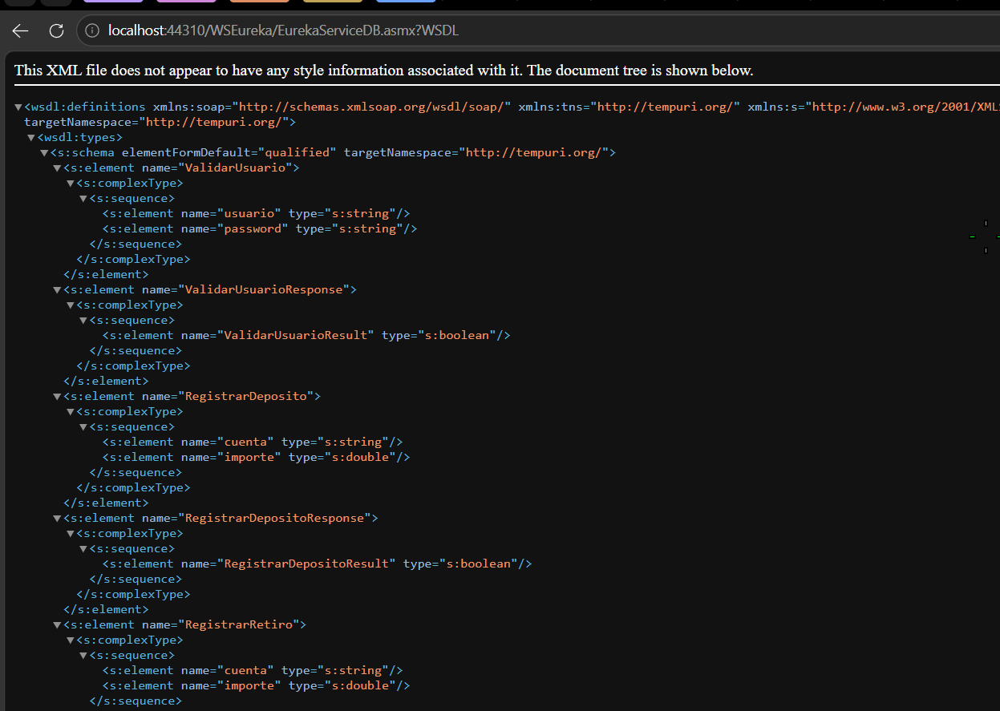 localhost:44310/WSEureka/EurekaServiceDB.asmx?WSDL
This XML file does not appear to have any style information associated with it. The document tree is shown below.
▼<wsdl:definitions xmlns:soap="http://schemas.xmlsoap.org/wsdl/soap/" xmlns:tns="http://tempuri.org/" xmlns:s="http://www.w3.org/2001/XML
targetNamespace="http://tempuri.org/">
▼<wsdl:types>
▼<s:schema elementFormDefault="qualified" targetNamespace="http://tempuri.org/">
▼<s:element name="ValidarUsuario">
▼<s:complexType>
▼<s:sequence>
<s:element name="usuario" type="s:string"/>
<s:element name="password" type="s:string"/>
</s:sequence>
</s:complexType>
</s:element>
▼<s:element name="ValidarUsuarioResponse">
▼<s:complexType>
▼<s:sequence>
<s:element name="ValidarUsuarioResult" type="s:boolean"/>
</s:sequence>
</s:complexType>
</s:element>
▼<s:element name="RegistrarDeposito">
▼<s:complexType>
▼<s:sequence>
<s:element name="cuenta" type="s:string"/>
<s:element name="importe" type="s:double"/>
</s:sequence>
</s:complexType>
</s:element>
▼<s:element name="RegistrarDepositoResponse">
▼<s:complexType>
▼<s:sequence>
<s:element name="RegistrarDepositoResult" type="s:boolean"/>
</s:sequence>
</s:complexType>
</s:element>
▼<s:element name="RegistrarRetiro">
▼<s:complexType>
▼<s:sequence>
<s:element name="cuenta" type="s:string"/>
<s:element name="importe" type="s:double"/>
</s:sequence>